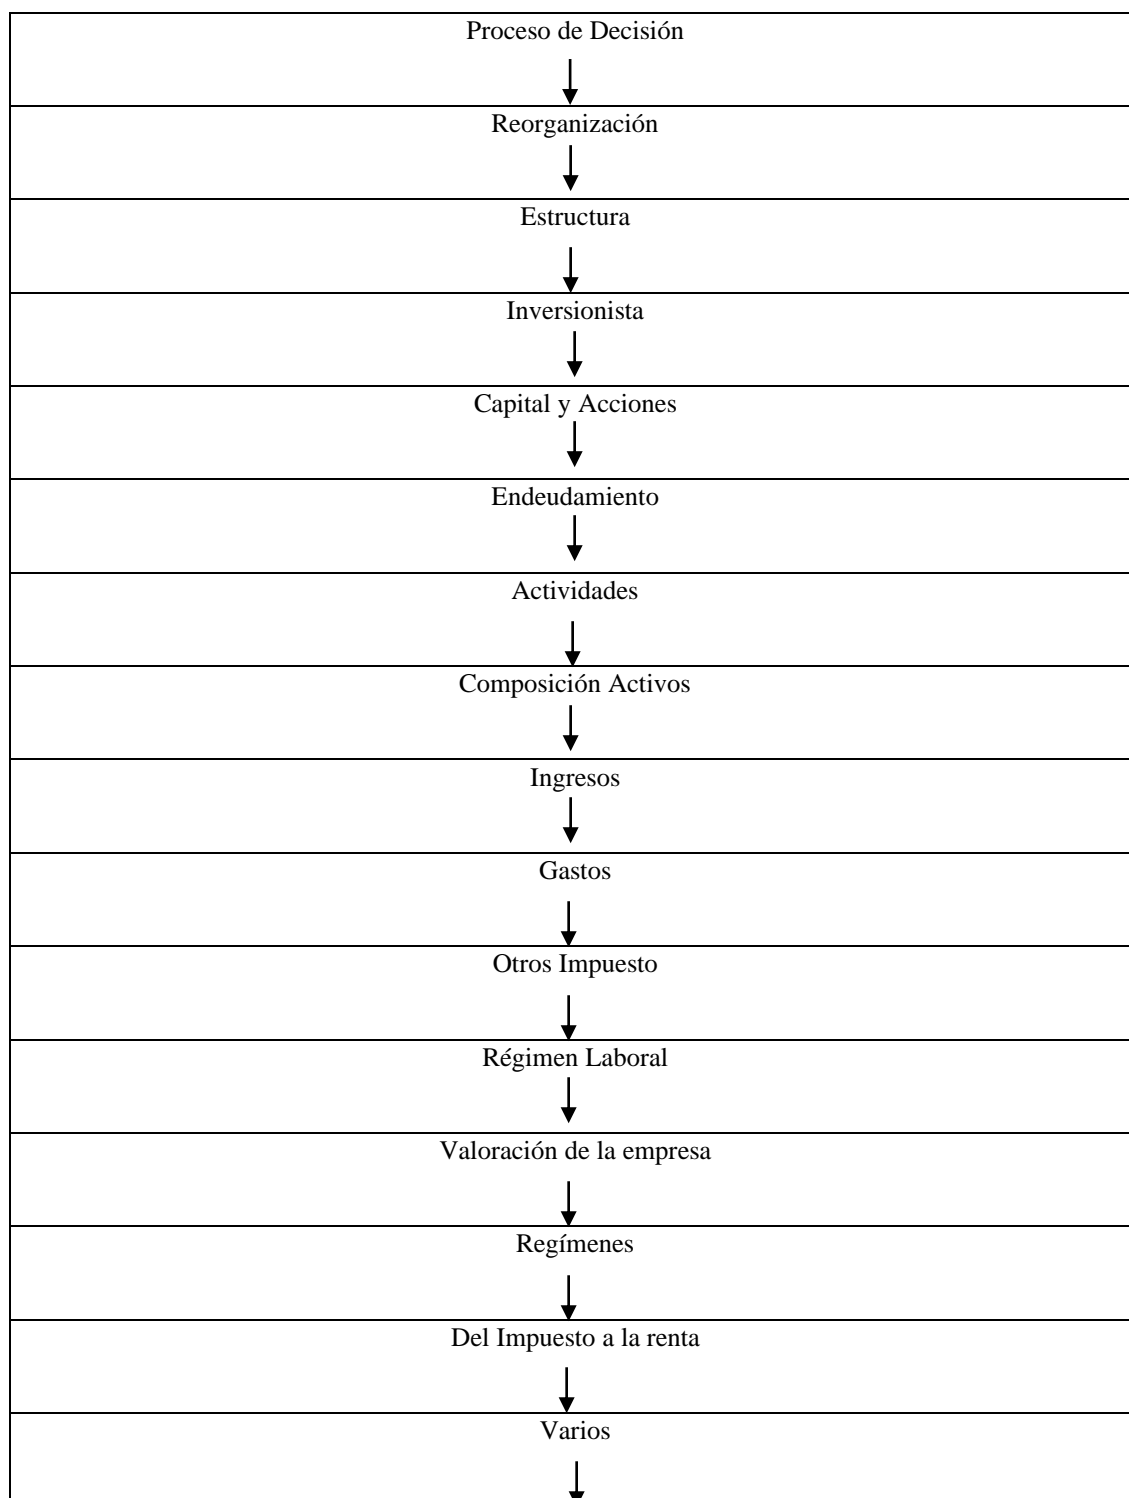 Proceso de Decisión
Reorganización
Estructura
Inversionista
Capital y Acciones
Endeudamiento
Actividades
Composición Activos
Ingresos
Gastos
Otros Impuesto
Régimen Laboral
Valoración de la empresa
Regímenes
Del Impuesto a la renta
Varios